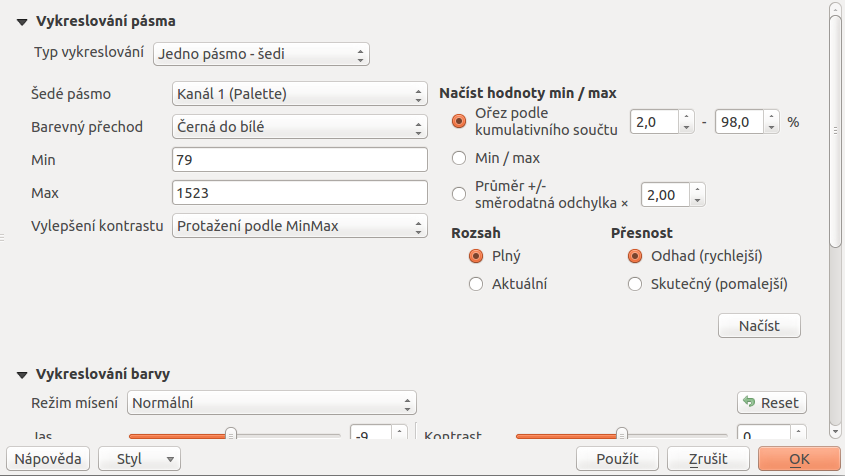 Vykreslování pásma
Typ vykreslování Jedno pásmo - šedi
Šedé pásmo Kanál 1 (Palette)
Barevný přechod Černá do bílé
Min 79
Max 1523
Vylepšení kontrastu Protažení podle MinMax
Načíst hodnoty min / max
Ořez podle
kumulativního součtu 2,0 - 98,0 %
Min / max
Průměr +/-
směrodatná odchylka × 2,00
Rozsah
Plný
Aktuální
Přesnost
Odhad (rychlejší)
Skutečný (pomalejší)
Načíst
Vykreslování barvy
Režim mísení Normální
Reset
Jas -9 Kontrast 0
Nápověda Styl Použít Zrušit OK